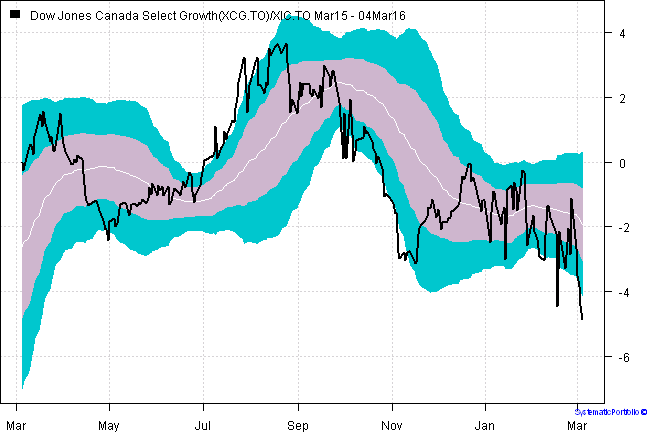 Dow Jones Canada Select Growth(XCG.TO)/XIC.TO Mar15 - 04Mar16
4
2
0
-2
-4
-6
Mar May Jul Sep Nov Jan Mar
SystematicPortfolio ©